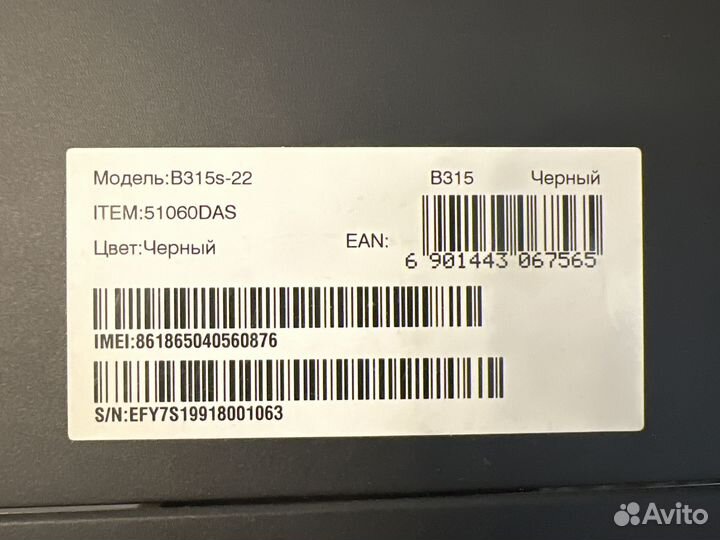 Модель:B315s-22
B315 Черный
ITEM:51060DAS
Цвет:Черный
EAN:
6 901443 067565
IMEI:861865040560876
S/N:EFY7S19918001063
Avito